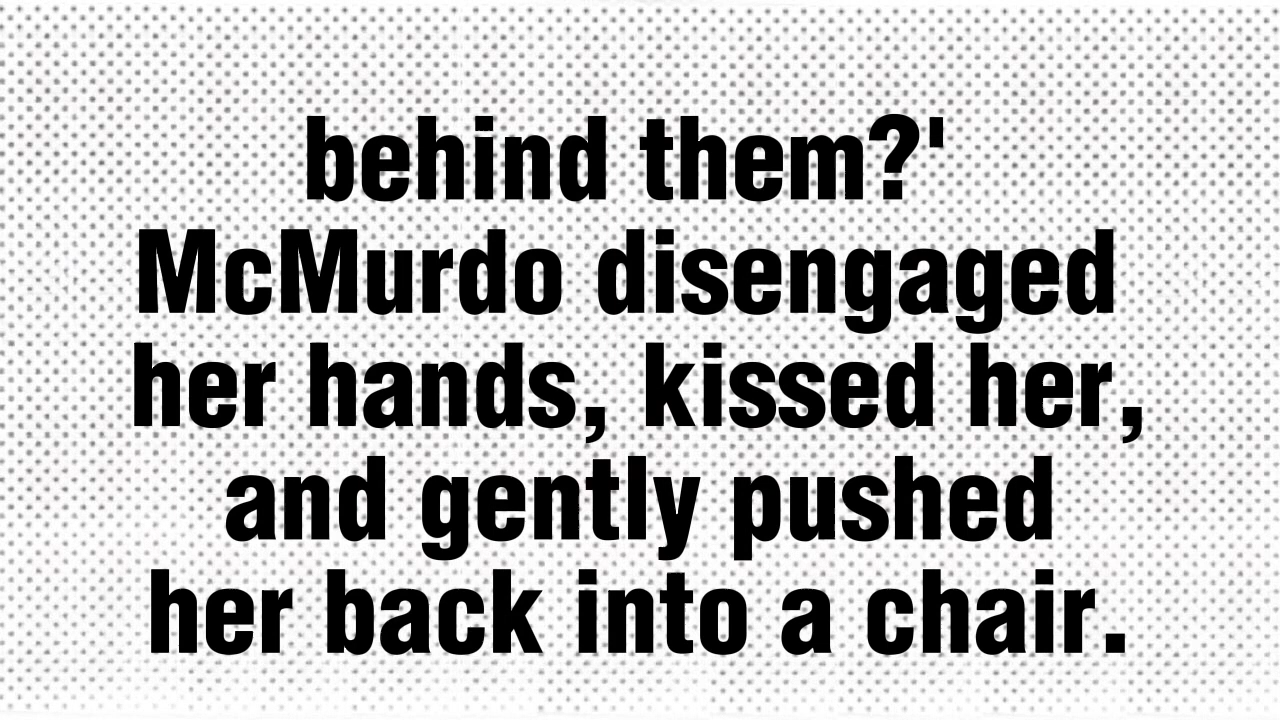 behind them?'
McMurdo disengaged
her hands, kissed her,
and gently pushed
her back into a chair.